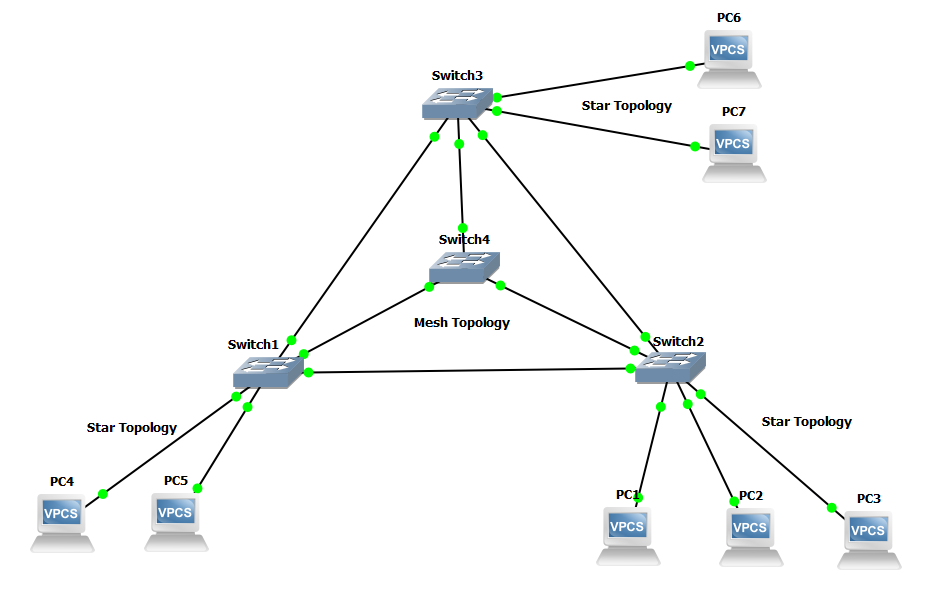 PC6
VPCS
Switch3
Star Topology
PC7
VPCS
Switch4
Mesh Topology
Switch1
Switch2
Star Topology
Star Topology
PC4
VPCS
PC5
VPCS
PC1
VPCS
PC2
VPCS
PC3
VPCS